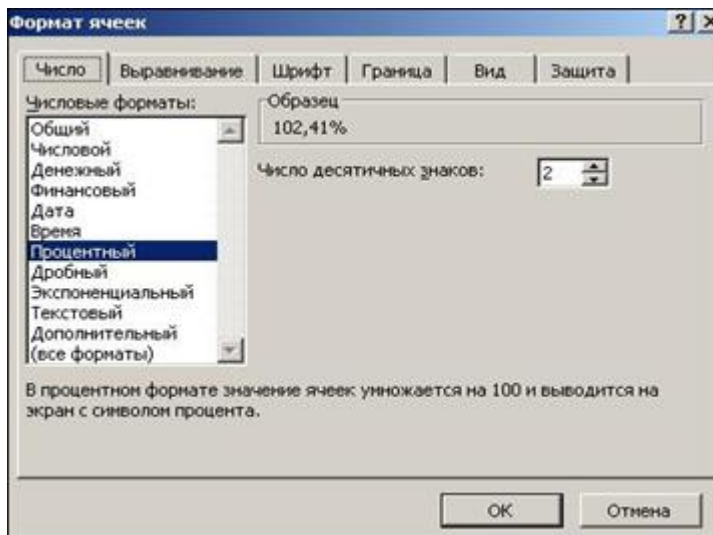 Формат ячеек
Число Выравнивание Шрифт Граница Вид Защита
Числовые форматы:
Общий
Числовой
Денежный
Финансовый
Дата
Время
Процентный
Дробный
Экспоненциальный
Текстовый
Дополнительный
(все форматы)
Образец
102,41%
Число десятичных знаков: 2
В процентном формате значение ячеек умножается на 100 и выводится на
экран с символом процента.
OK Отмена